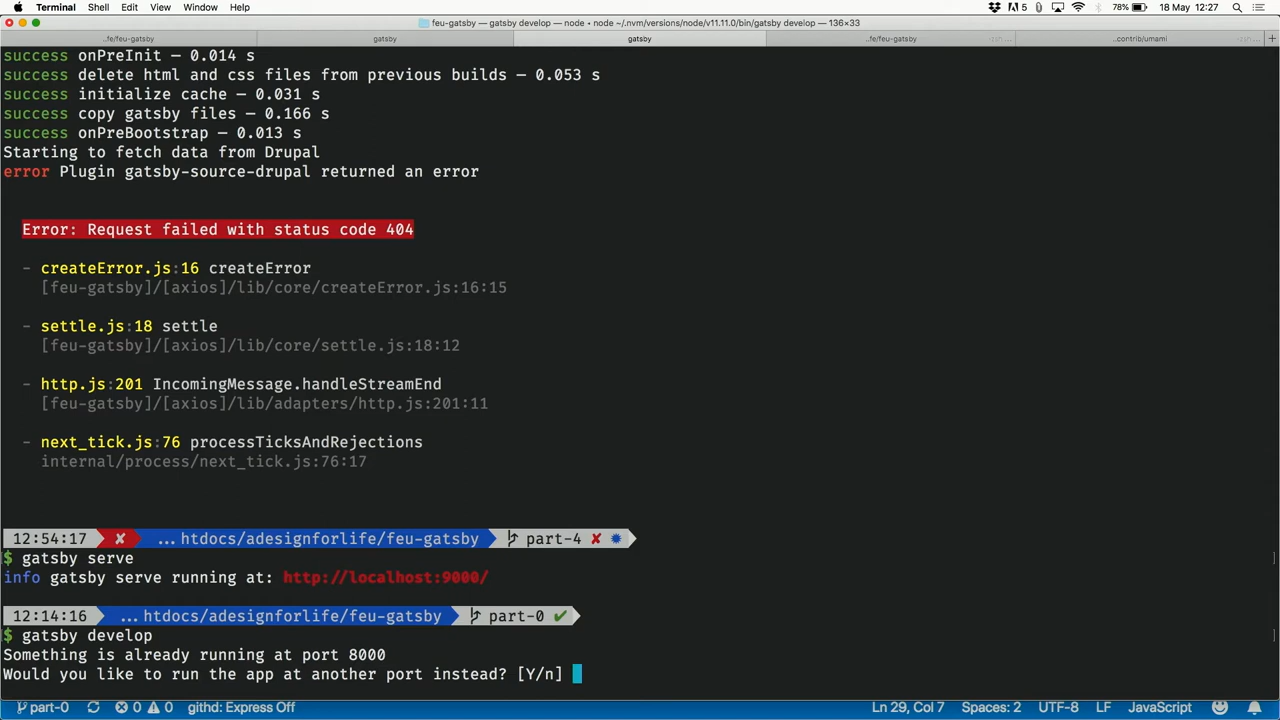 Terminal Shell Edit View Window Help 5 78% 18 May 12:27
feu-gatsby — gatsby develop — node ◂ node ~/.nvm/versions/node/v11.11.0/bin/gatsby develop — 136×33
..fe/feu-gatsby gatsby gatsby ..fe/feu-gatsby ...contrib/umami
success onPreInit — 0.014 s
success delete html and css files from previous builds — 0.053 s
success initialize cache — 0.031 s
success copy gatsby files — 0.166 s
success onPreBootstrap — 0.013 s
Starting to fetch data from Drupal
error Plugin gatsby-source-drupal returned an error
Error: Request failed with status code 404
- createError.js:16 createError
[feu-gatsby]/[axios]/lib/core/createError.js:16:15
- settle.js:18 settle
[feu-gatsby]/[axios]/lib/core/settle.js:18:12
- http.js:201 IncomingMessage.handleStreamEnd
[feu-gatsby]/[axios]/lib/adapters/http.js:201:11
- next_tick.js:76 processTicksAndRejections
internal/process/next_tick.js:76:17
12:54:17 ✘ ... htdocs/adesignforlife/feu-gatsby part-4 ✘ ✹
$ gatsby serve
info gatsby serve running at: http://localhost:9000/
12:14:16 ... htdocs/adesignforlife/feu-gatsby part-0 ✔
$ gatsby develop
Something is already running at port 8000
Would you like to run the app at another port instead? [Y/n]
part-0 0 0 githd: Express Off Ln 29, Col 7 Spaces: 2 UTF-8 LF JavaScript